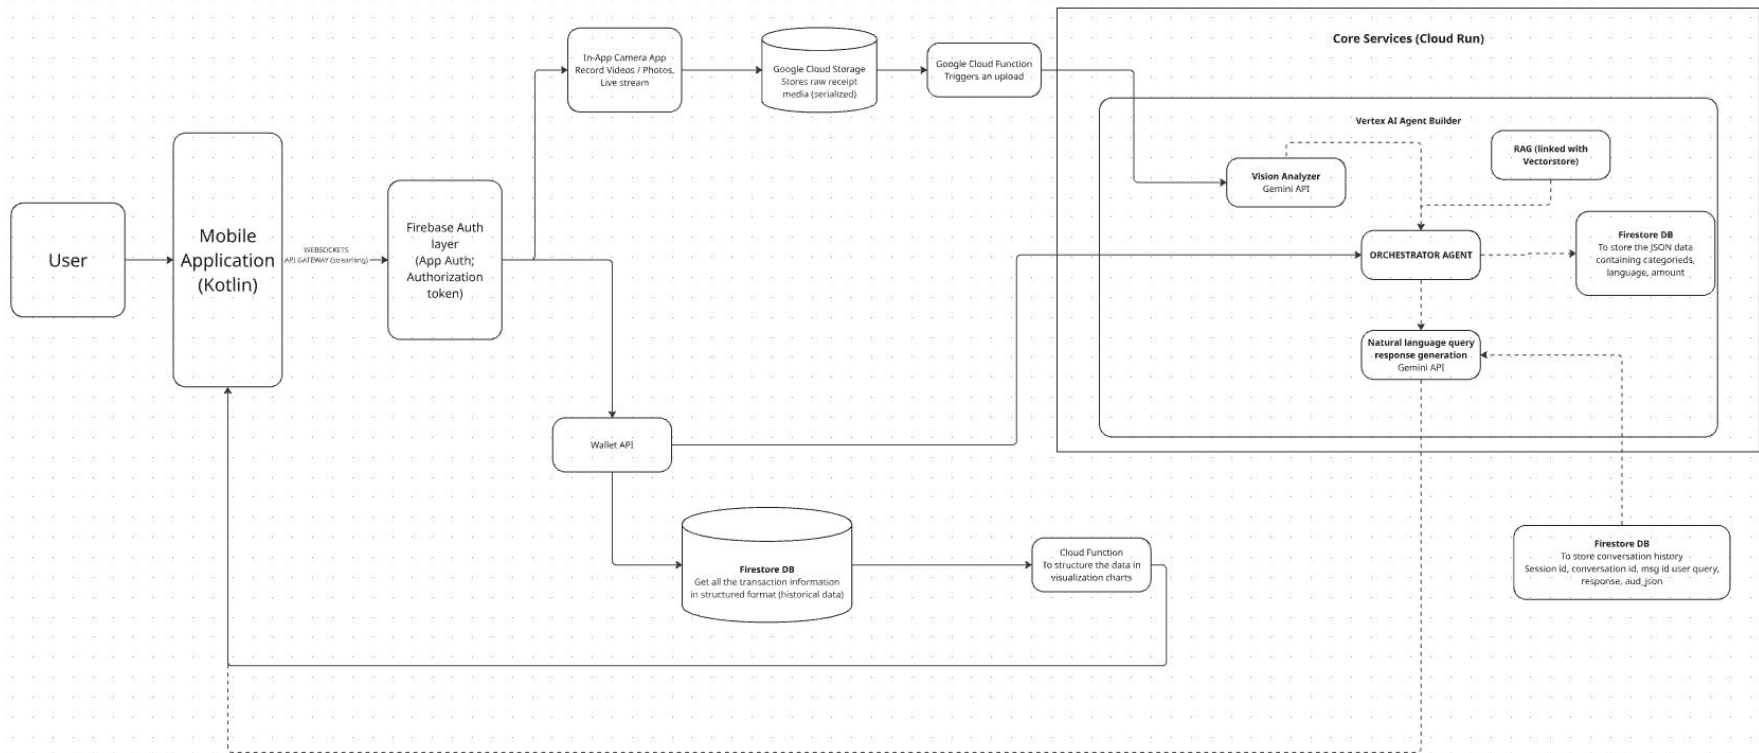 Core Services (Cloud Run)
In-App Camera App
Record Videos / Photos,
Live stream
Google Cloud Storage
Stores raw receipt
media (serialized)
Google Cloud Function
Triggers an upload
Vertex AI Agent Builder
Vision Analyzer
Gemini API
RAG (linked with
Vectorstore)
User
Mobile
Application
(Kotlin)
WEBSOCKETS
API GATEWAY (streaming)
Firebase Auth
layer
(App Auth;
Authorization
token)
ORCHESTRATOR AGENT
Firestore DB
To store the JSON data
containing categorieds,
language, amount
Natural language query
response generation
Gemini API
Wallet API
Firestore DB
Get all the transaction information
in structured format (historical data)
Cloud Function
To structure the data in
visualization charts
Firestore DB
To store conversation history
Session id, conversation id, msg id user query,
response, aud_json